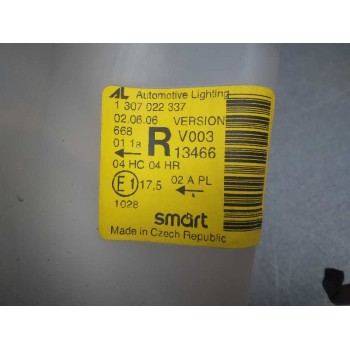 AL Automotive Lighting
1 307 022 337
02.06.06 VERSION
668 R V003
01 1a 13466
04 HC 04 HR
E1 17.5 02 A PL
1028
smart
Made in Czech Republic